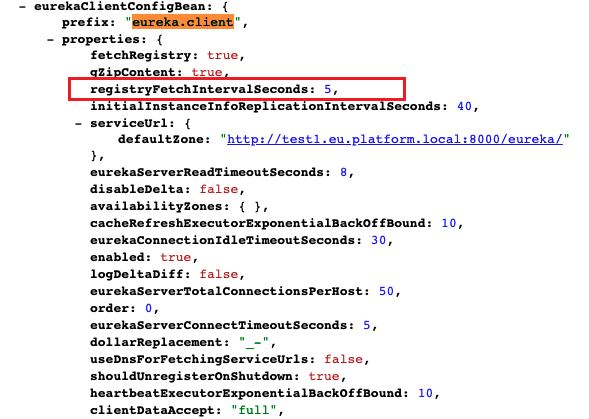 - eurekaClientConfigBean: {
prefix: "eureka.client",
- properties: {
fetchRegistry: true,
gZipContent: true,
registryFetchIntervalSeconds: 5,
initialInstanceInfoReplicationIntervalSeconds: 40,
- serviceUrl: {
defaultZone: "http://test1.eu.platform.local:8000/eureka/"
},
eurekaServerReadTimeoutSeconds: 8,
disableDelta: false,
availabilityZones: { },
cacheRefreshExecutorExponentialBackOffBound: 10,
eurekaConnectionIdleTimeoutSeconds: 30,
enabled: true,
logDeltaDiff: false,
eurekaServerTotalConnectionsPerHost: 50,
order: 0,
eurekaServerConnectTimeoutSeconds: 5,
dollarReplacement: "_-",
useDnsForFetchingServiceUrls: false,
shouldUnregisterOnShutdown: true,
heartbeatExecutorExponentialBackOffBound: 10,
clientDataAccept: "full",